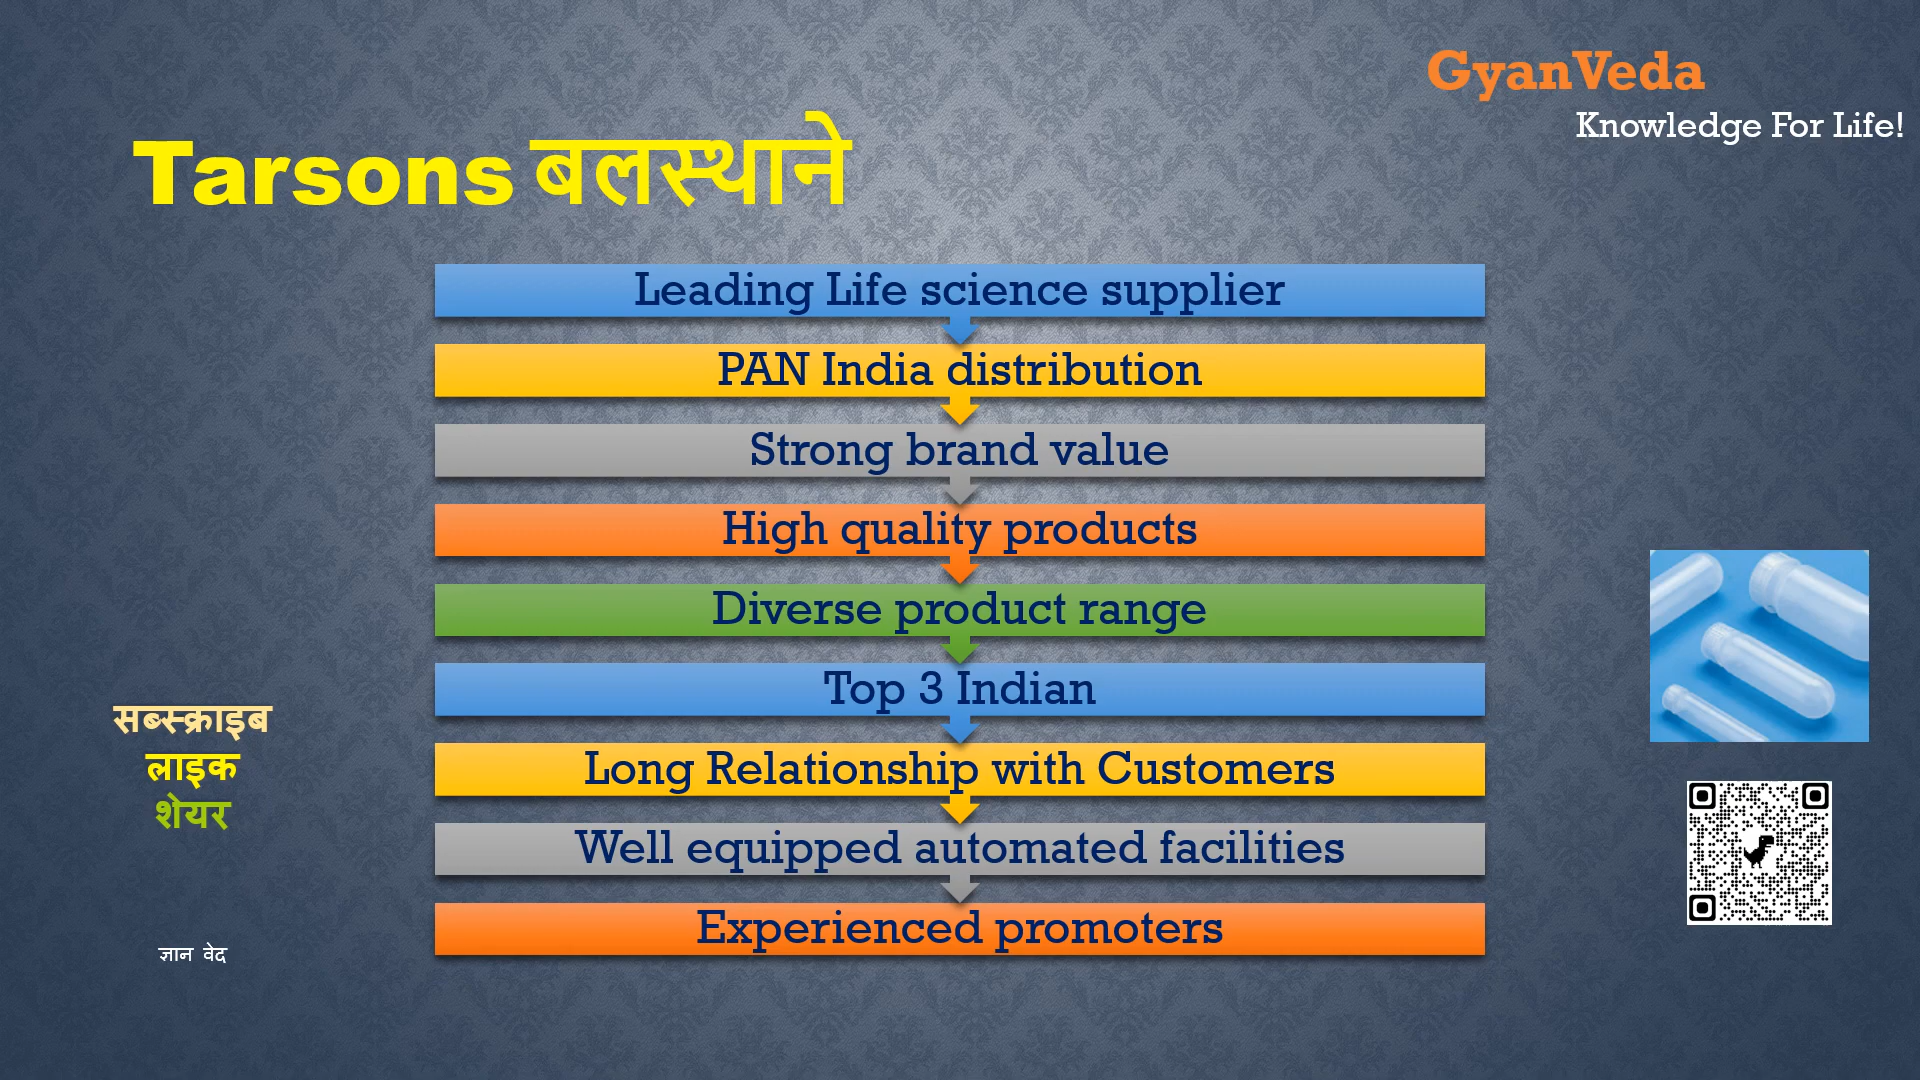 GyanVeda
Knowledge For Life!
Tarsons बलस्थाने
Leading Life science supplier
PAN India distribution
Strong brand value
High quality products
Diverse product range
Top 3 Indian
Long Relationship with Customers
Well equipped automated facilities
Experienced promoters
सब्स्क्राइब
लाइक
शेयर
ज्ञान वेद